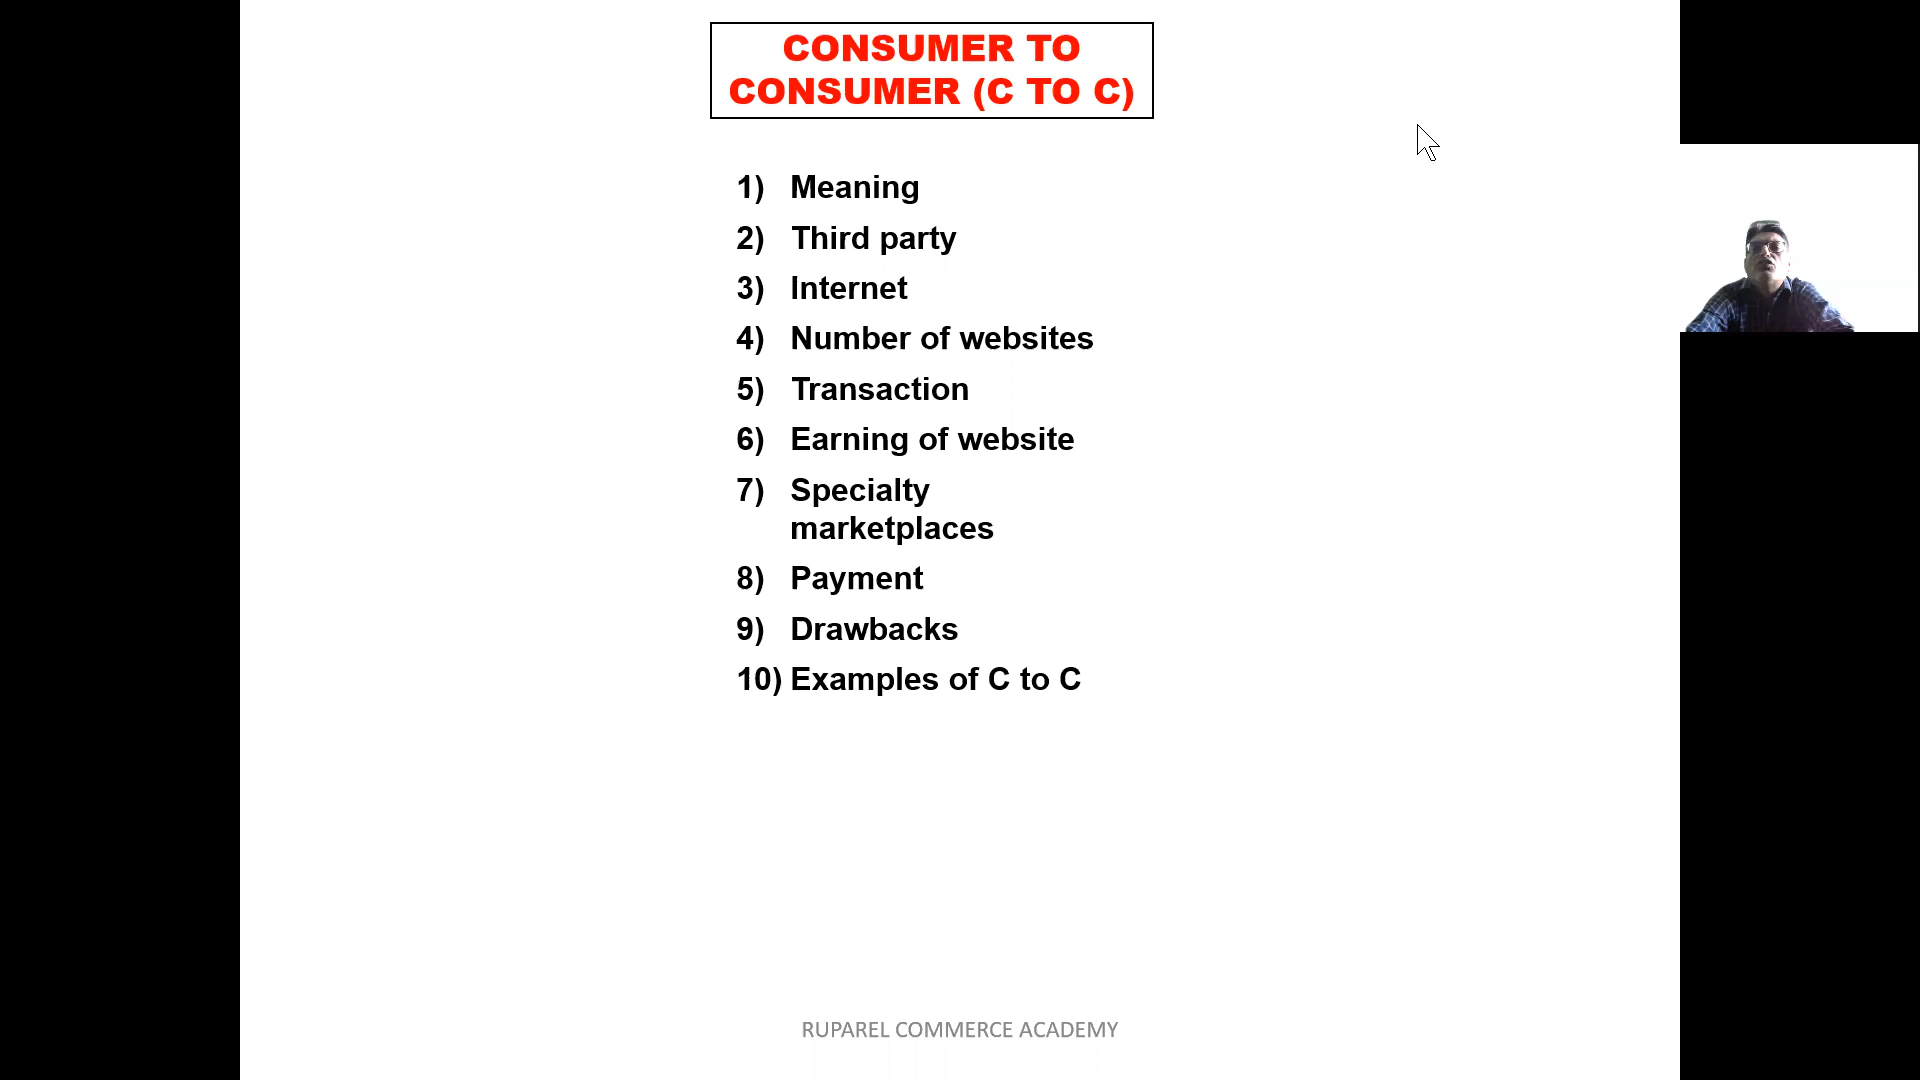 CONSUMER TO
CONSUMER (C TO C)
1) Meaning
2) Third party
3) Internet
4) Number of websites
5) Transaction
6) Earning of website
7) Specialty
marketplaces
8) Payment
9) Drawbacks
10) Examples of C to C
RUPAREL COMMERCE ACADEMY